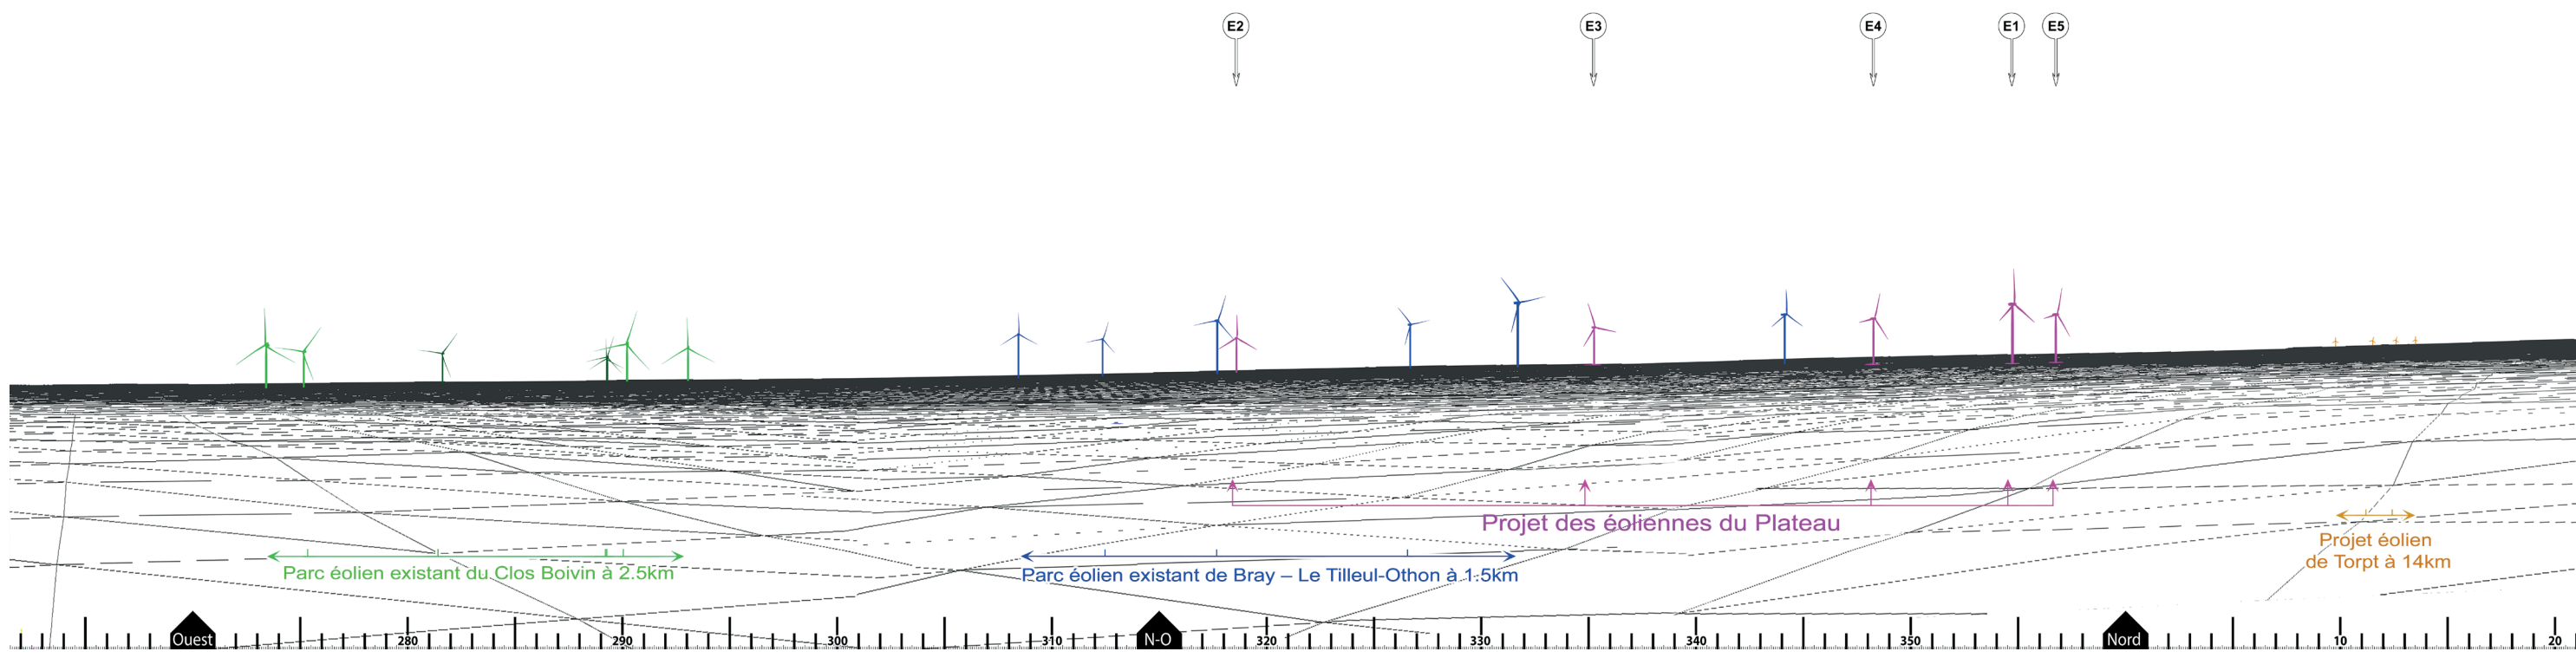 E2 E3 E4 E1 E5
Projet des éoliennes du Plateau
Parc éolien existant du Clos Boivin à 2.5km
Parc éolien existant de Bray – Le Tilleul-Othon à 1.5km
Projet éolien
de Torpt à 14km
Ouest 280 290 300 310 N-O 320 330 340 350 Nord 10 20